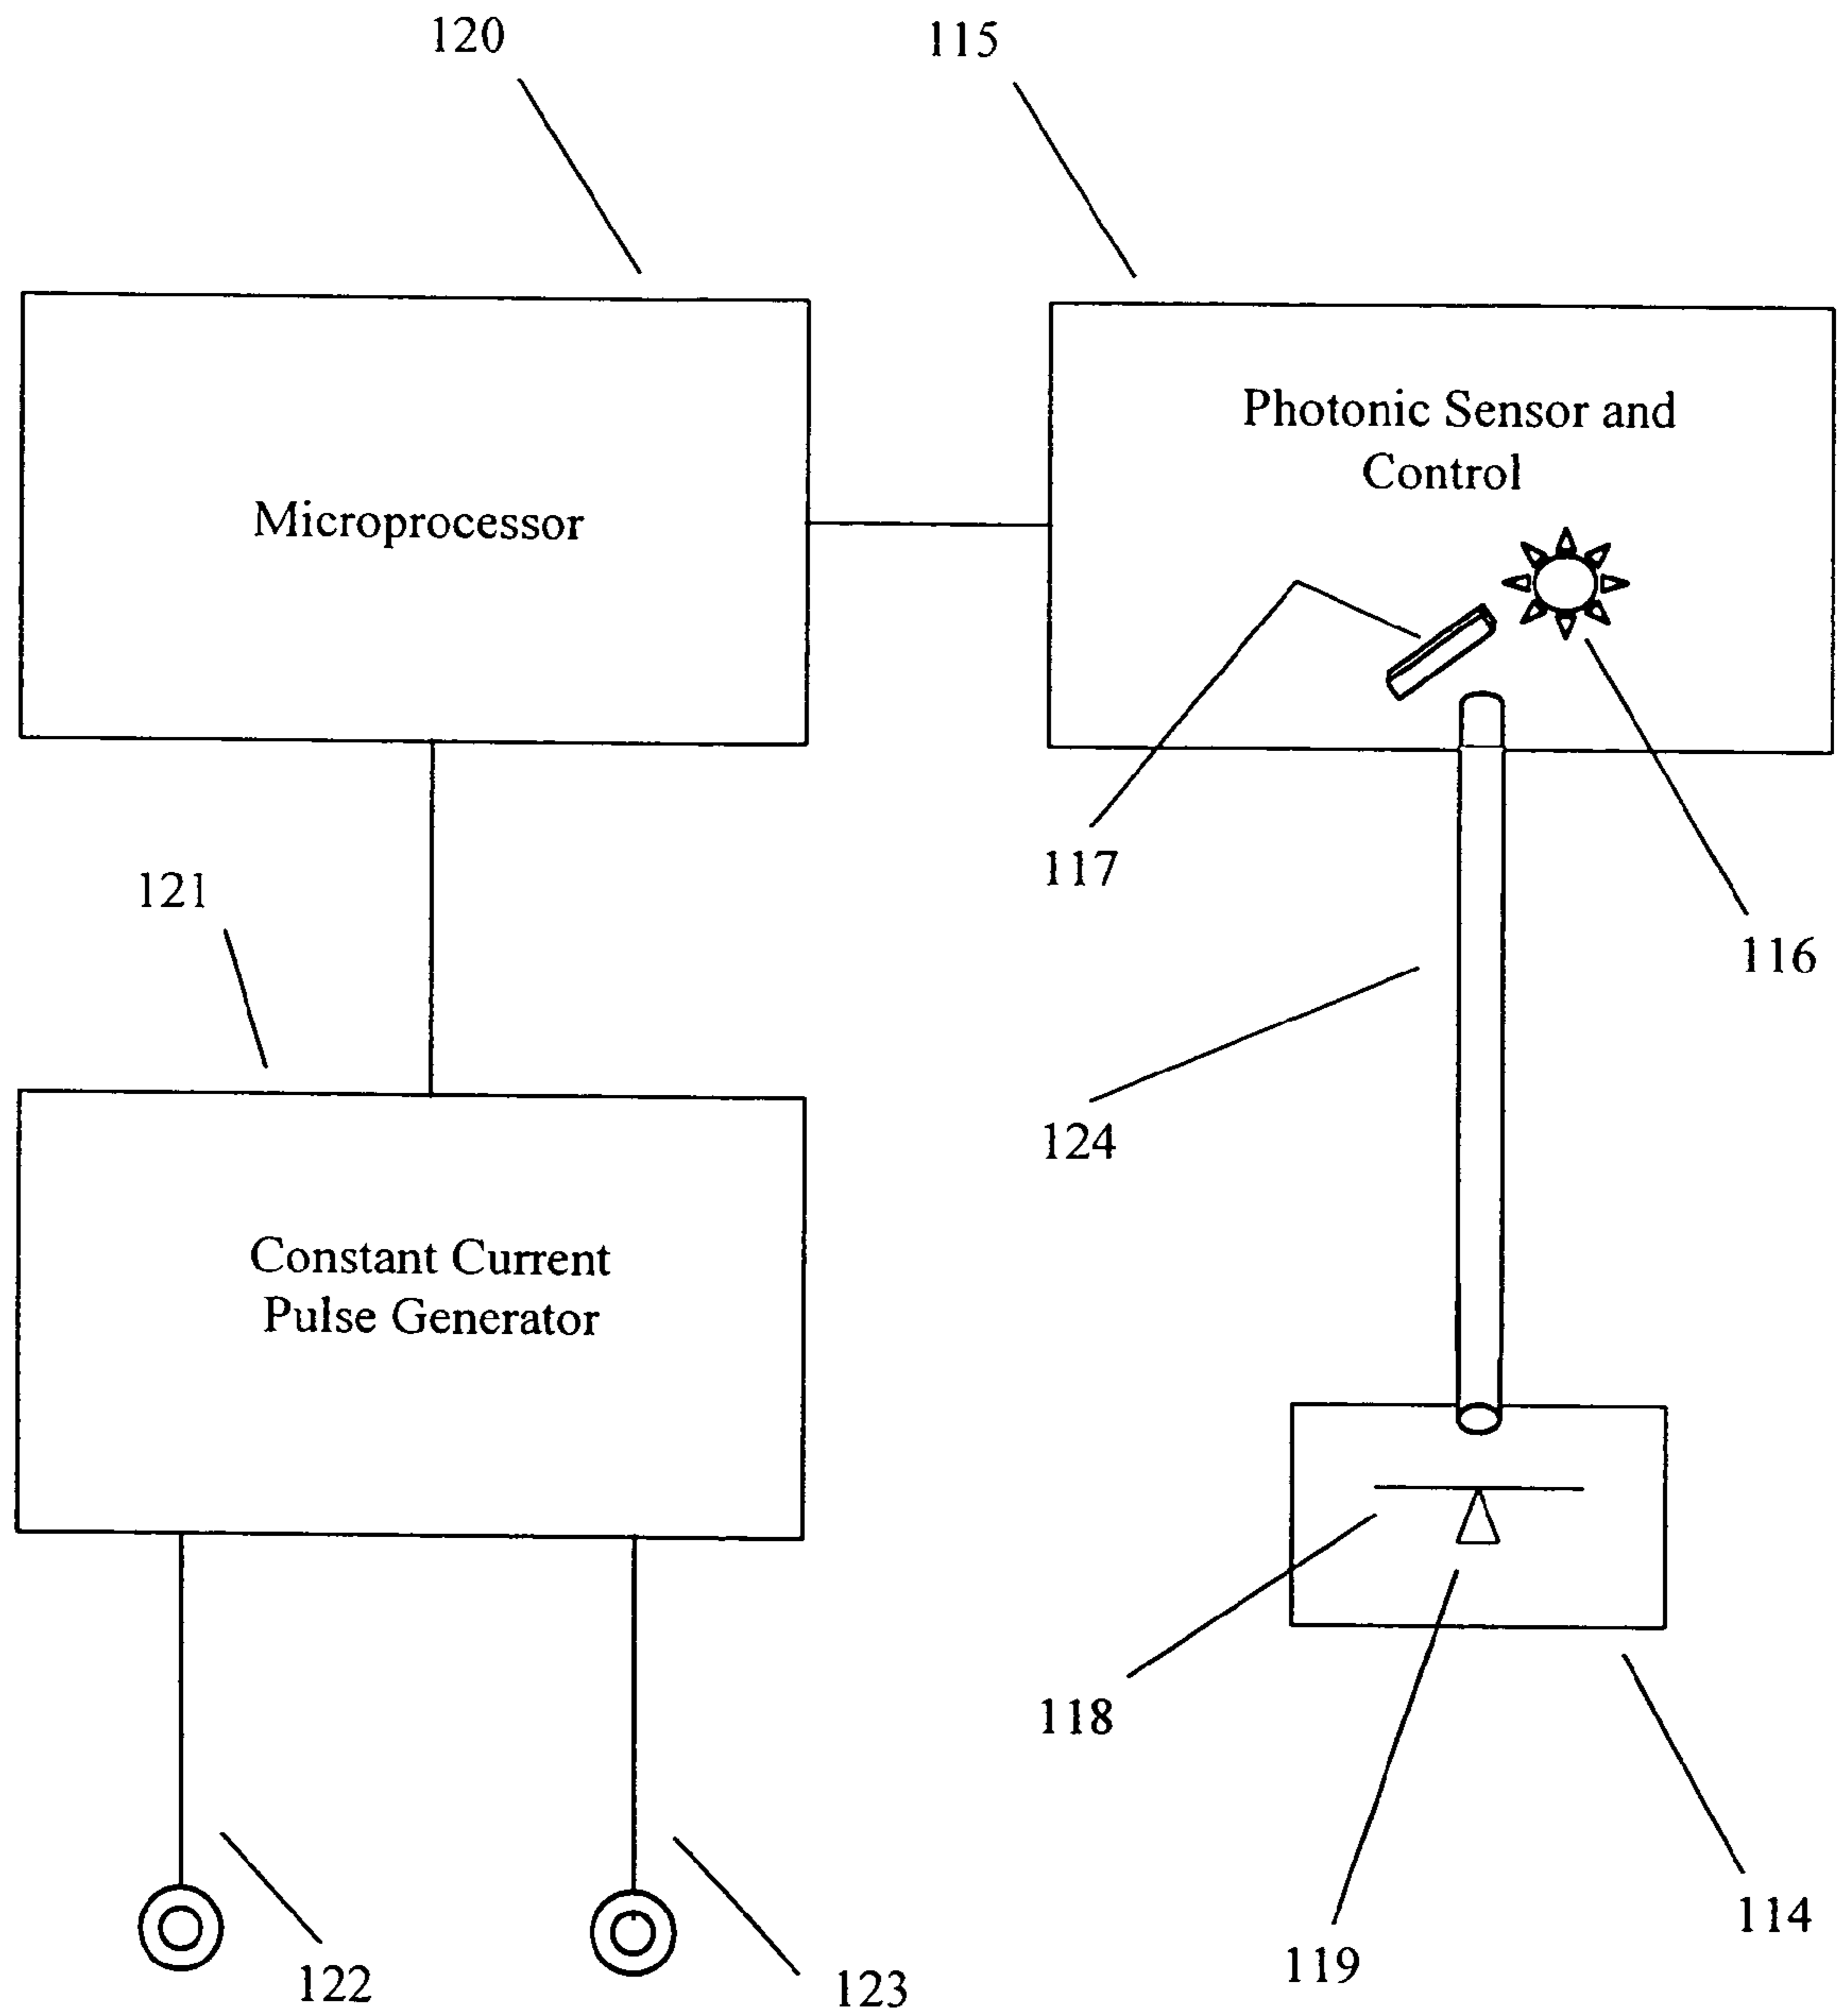 120
115
Photonic Sensor and
Control
Microprocessor
117
121
116
124
Constant Current
Pulse Generator
118
114
119
122
123